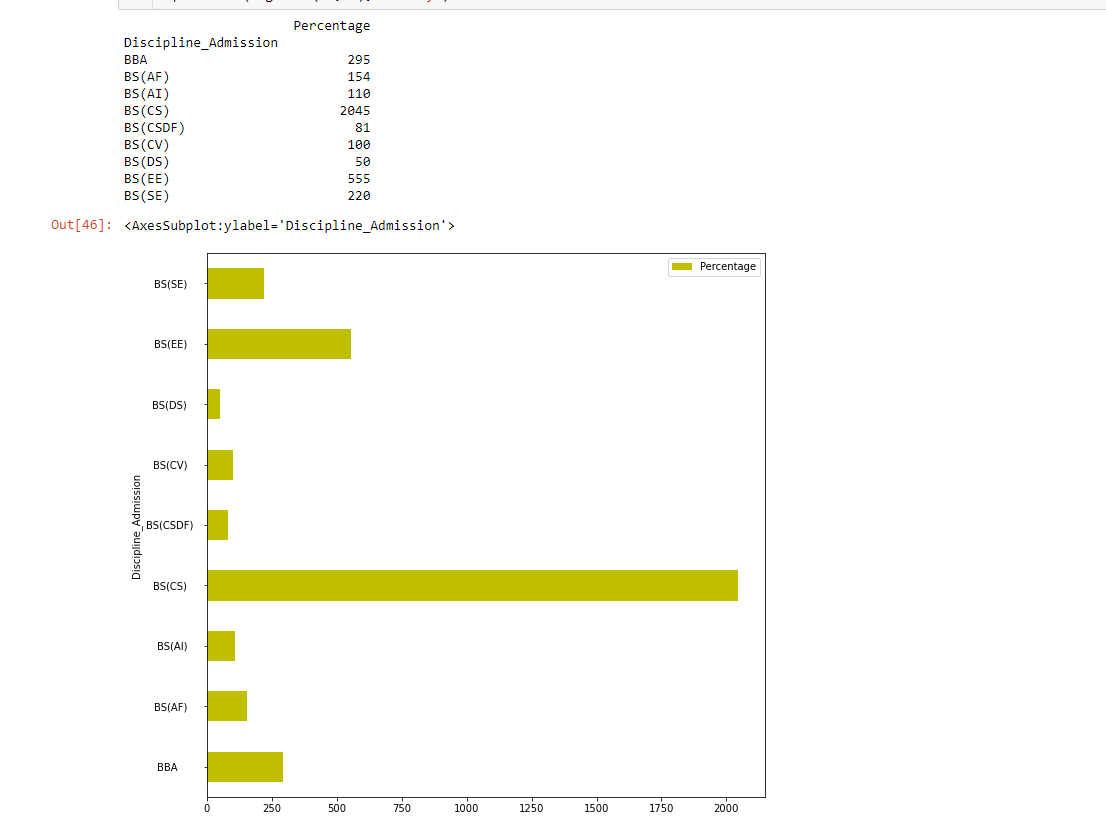 Percentage
Discipline_Admission
BBA 295
BS(AF) 154
BS(AI) 110
BS(CS) 2045
BS(CSDF) 81
BS(CV) 100
BS(DS) 50
BS(EE) 555
BS(SE) 220
Out[46]: <AxesSubplot:ylabel='Discipline_Admission'>
Percentage
BS(SE)
BS(EE)
BS(DS)
BS(CV)
BS(CSDF)
BS(CS)
BS(AI)
BS(AF)
BBA
Discipline_Admission
0 250 500 750 1000 1250 1500 1750 2000